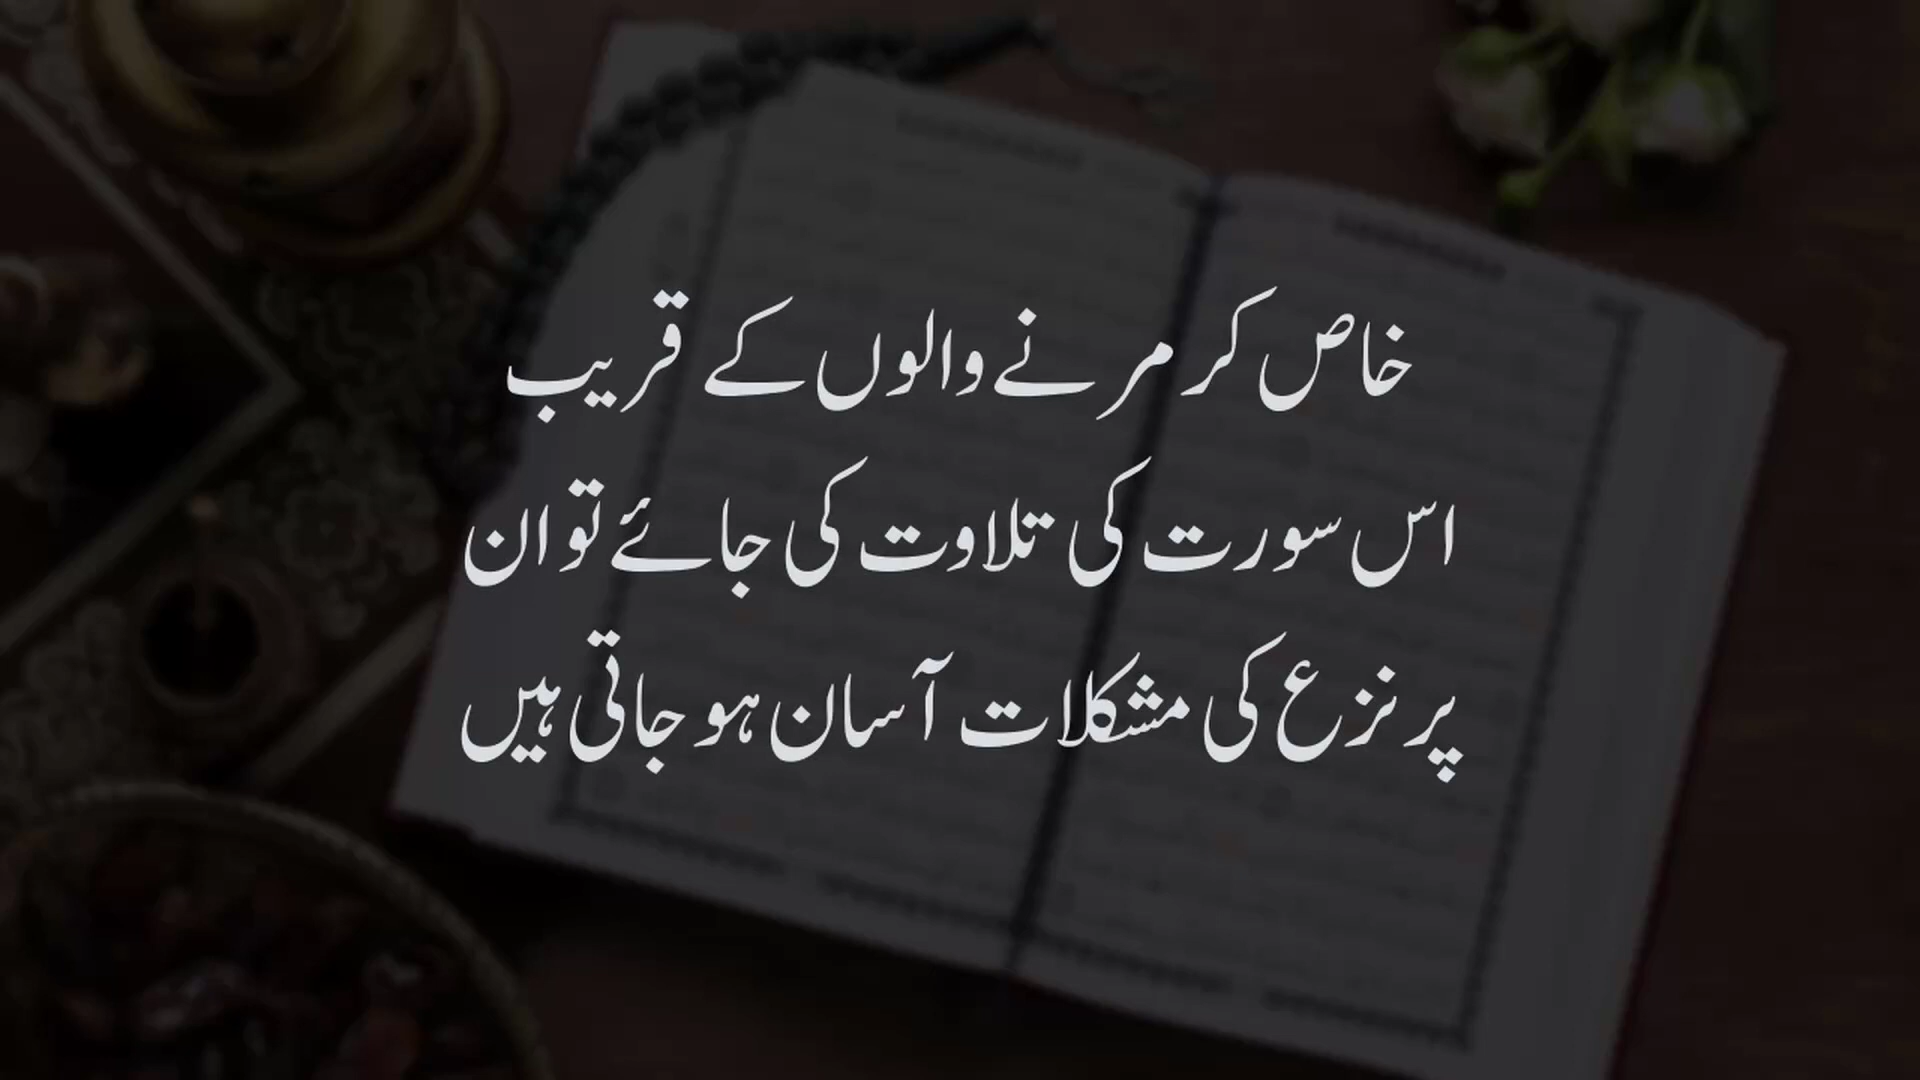 خاص کر مرنے والوں کے قریب
اس سورت کی تلاوت کی جائے تو ان
پر نزع کی مشکلات آسان ہو جاتی ہیں